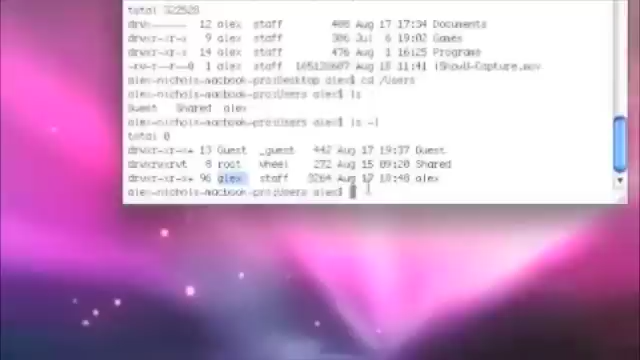 total 322528
drwx------ 12 alex staff 408 Aug 17 17:34 Documents
drwxr-xr-x 9 alex staff 306 Jul 6 19:02 Games
drwxr-xr-x 14 alex staff 476 Aug 1 16:25 Programs
-rw-r--r--@ 1 alex staff Aug 18 11:41 iShowU-Capture.mov
alex-nichols-macbook-pro:Desktop alex$ cd /Users
alex-nichols-macbook-pro:Users alex$ ls
Guest Shared alex
alex-nichols-macbook-pro:Users alex$ ls -l
total 0
drwxr-xr-x+ 13 Guest _guest 442 Aug 17 19:37 Guest
drwxrwxrwt 8 root wheel 272 Aug 15 09:20 Shared
drwxr-xr-x+ 96 alex staff 3264 Aug 17 alex
alex-nichols-macbook-pro:Users alex$